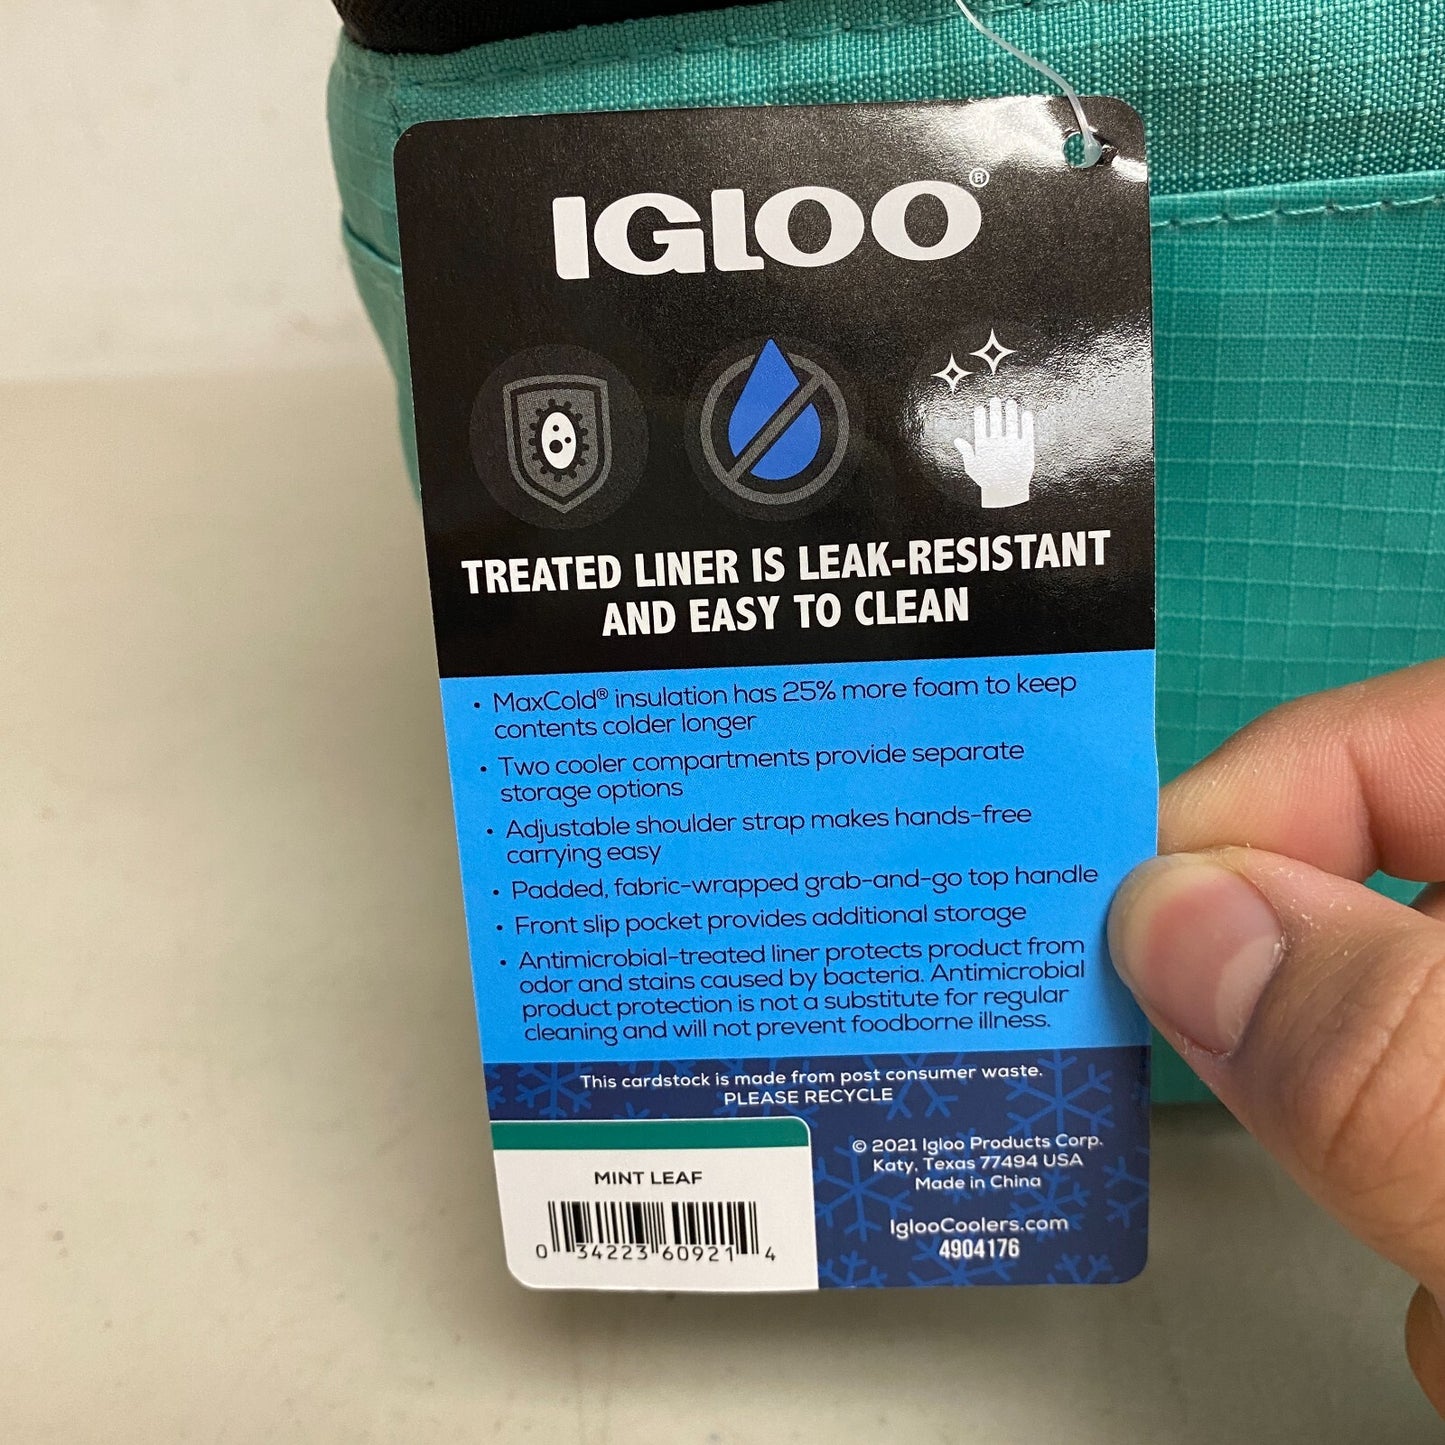 IGLOO®
TREATED LINER IS LEAK-RESISTANT
AND EASY TO CLEAN
• MaxCold® insulation has 25% more foam to keep
contents colder longer
• Two cooler compartments provide separate
storage options
• Adjustable shoulder strap makes hands-free
carrying easy
• Padded, fabric-wrapped grab-and-go top handle
• Front slip pocket provides additional storage
• Antimicrobial-treated liner protects product from
odor and stains caused by bacteria. Antimicrobial
product protection is not a substitute for regular
cleaning and will not prevent foodborne illness.
This cardstock is made from post consumer waste.
PLEASE RECYCLE
MINT LEAF
0 34223 60921 4
© 2021 Igloo Products Corp.
Katy, Texas 77494 USA
Made in China
IglooCoolers.com
4904176